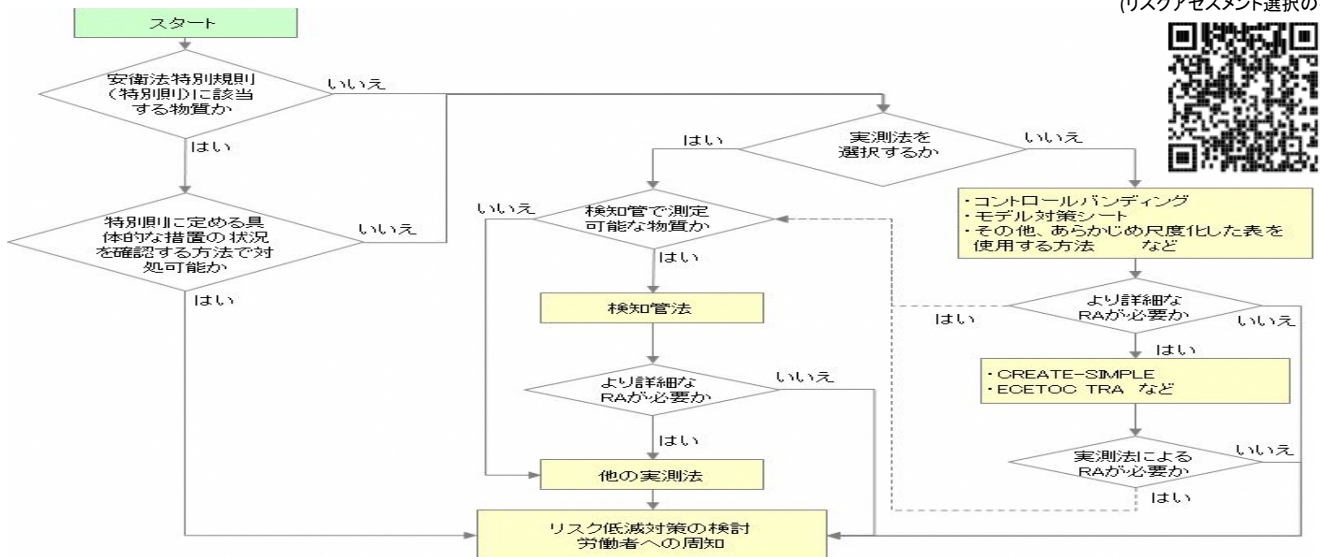 (リスクアセスメント選択の
スタート
安衛法特別規則
(特別則)に該当
する物質か
いいえ
はい
特別則に定める具
体的な措置の状況
を確認する方法で対
処可能か
いいえ
はい
実測法を
選択するか
はい
いいえ
検知管で測定
可能な物質か
いいえ
はい
検知管法
より詳細な
RAが必要か
いいえ
はい
他の実測法
・コントロールバンディング
・モデル対策シート
・その他、あらかじめ尺度化した表を
使用する方法 など
より詳細な
RAが必要か
はい
いいえ
はい
・CREATE-SIMPLE
・ECETOC TRA など
実測法による
RAが必要か
いいえ
はい
リスク低減対策の検討
労働者への周知